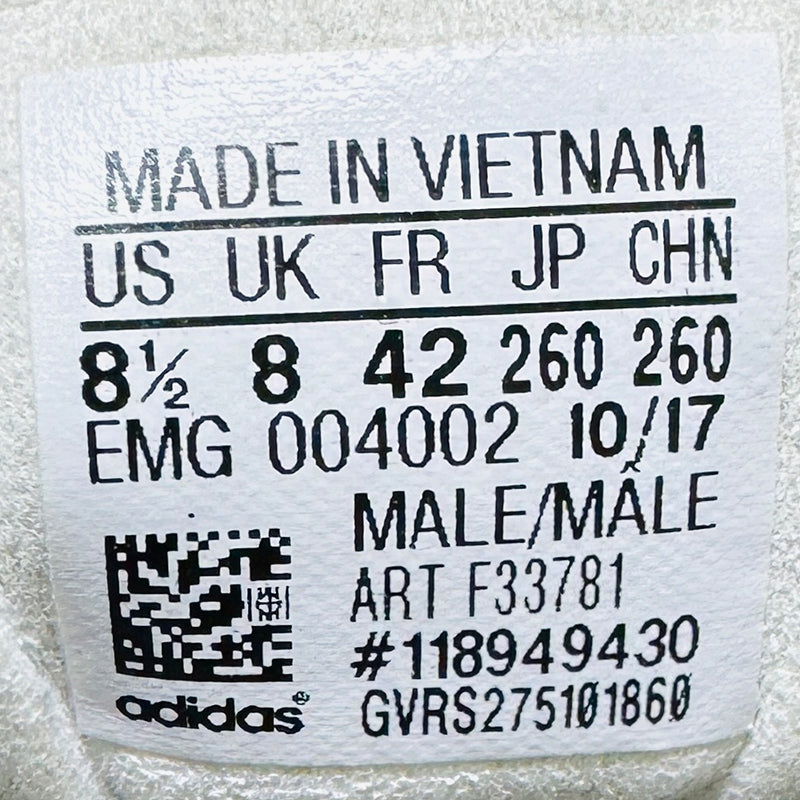 MADE IN VIETNAM
US UK FR JP CHN
8½ 8 42 260 260
EMG 004002 10/17
MALE/MÂLE
ART F33781
#118949430
adidas® GVRS275101860